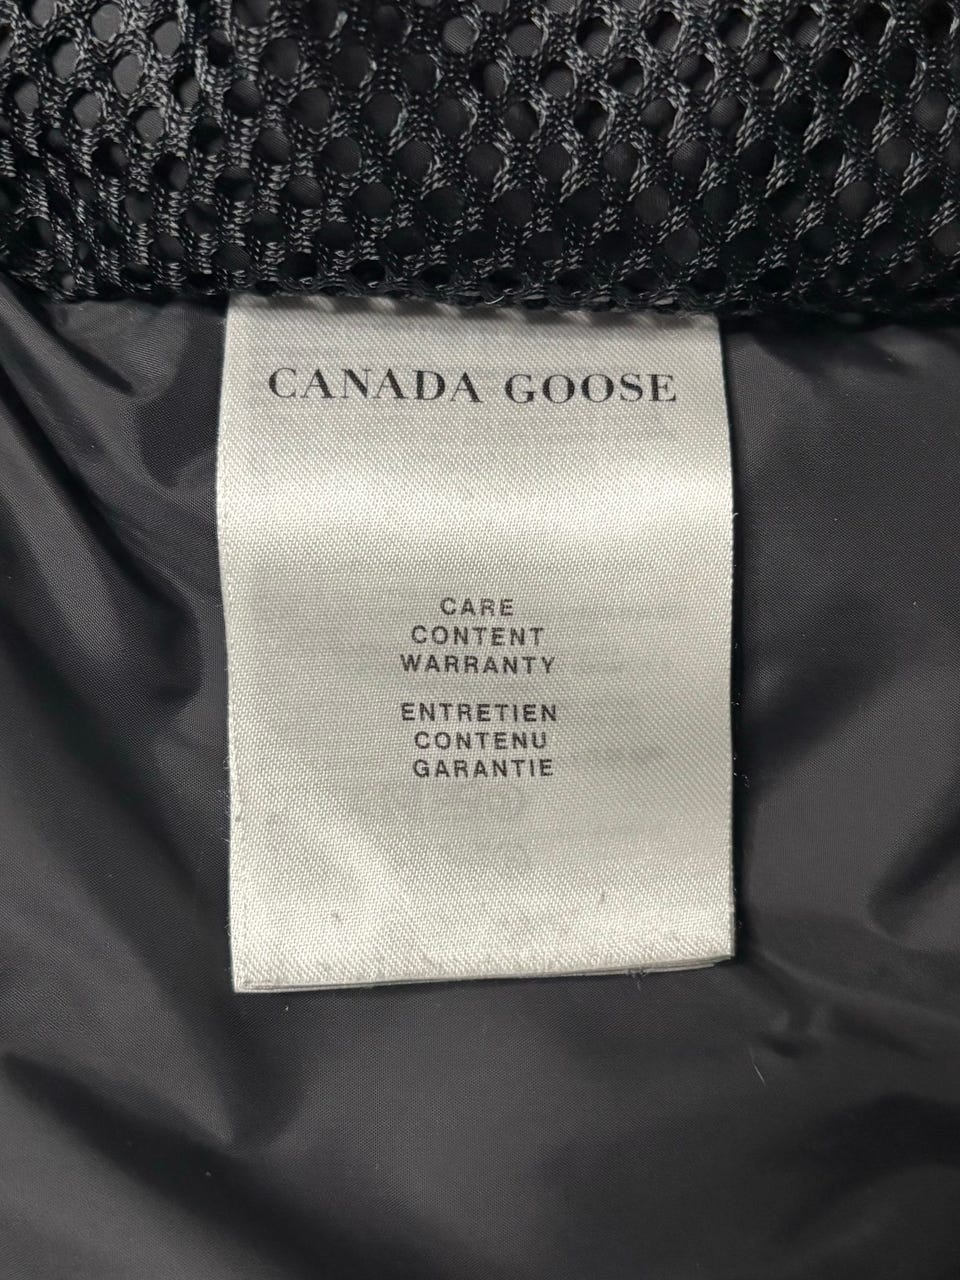 CANADA GOOSE
CARE
CONTENT
WARRANTY
ENTRETIEN
CONTENU
GARANTIE